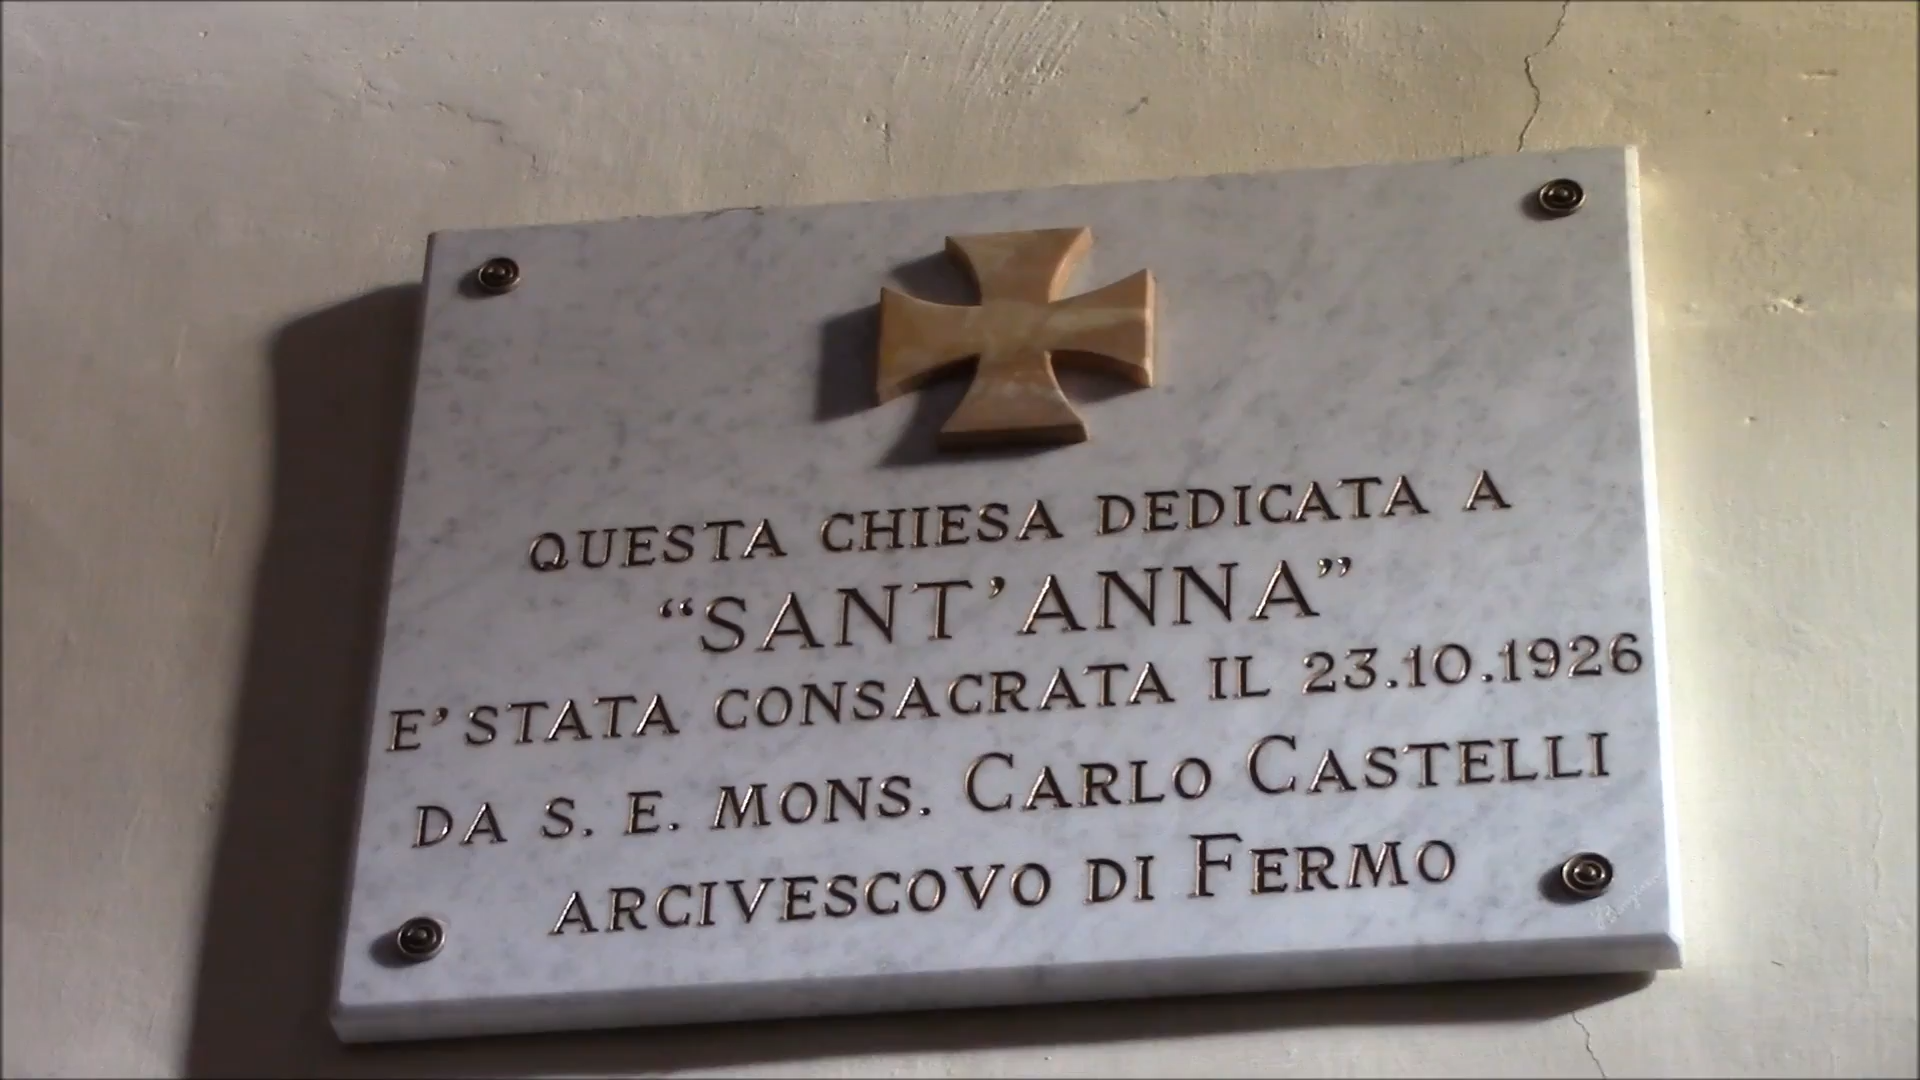 QUESTA CHIESA DEDICATA A
“SANT’ANNA”
E’ STATA CONSACRATA IL 23.10.1926
DA S. E. MONS. CARLO CASTELLI
ARCIVESCOVO DI FERMO